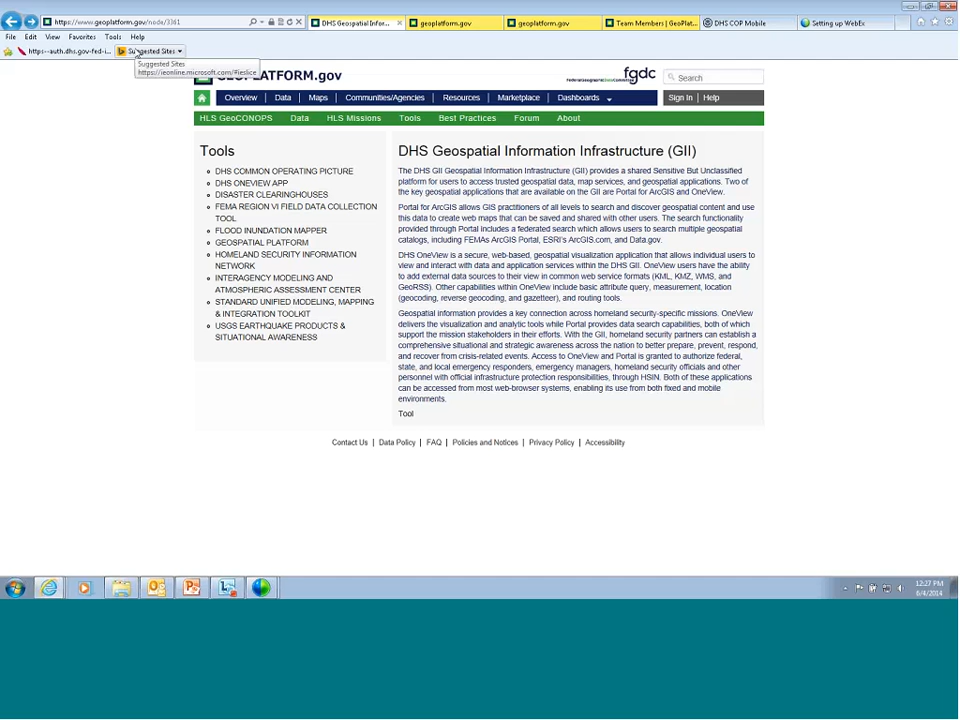 https://www.geoplatform.gov/node/3361
DHS Geospatial Infor...
geoplatform.gov
geoplatform.gov
Team Members | GeoPlat...
DHS COP Mobile
Setting up WebEx
File Edit View Favorites Tools Help
https--auth.dhs.gov-fed-i...
Suggested Sites
Suggested Sites
https://ieonline.microsoft.com/#ieslice
GEOPLATFORM.gov
fgdc
Search
Overview | Data | Maps | Communities/Agencies | Resources | Marketplace | Dashboards
Sign In | Help
HLS GeoCONOPS Data HLS Missions Tools Best Practices Forum About
Tools
DHS COMMON OPERATING PICTURE
DHS ONEVIEW APP
DISASTER CLEARINGHOUSES
FEMA REGION VI FIELD DATA COLLECTION
TOOL
FLOOD INUNDATION MAPPER
GEOSPATIAL PLATFORM
HOMELAND SECURITY INFORMATION
NETWORK
INTERAGENCY MODELING AND
ATMOSPHERIC ASSESSMENT CENTER
STANDARD UNIFIED MODELING, MAPPING
& INTEGRATION TOOLKIT
USGS EARTHQUAKE PRODUCTS &
SITUATIONAL AWARENESS
DHS Geospatial Information Infrastructure (GII)
The DHS GII Geospatial Information Infrastructure (GII) provides a shared Sensitive But Unclassified
platform for users to access trusted geospatial data, map services, and geospatial applications. Two of
the key geospatial applications that are available on the GII are Portal for ArcGIS and OneView.
Portal for ArcGIS allows GIS practitioners of all levels to search and discover geospatial content and use
this data to create web maps that can be saved and shared with other users. The search functionality
provided through Portal includes a federated search which allows users to search multiple geospatial
catalogs, including FEMAs ArcGIS Portal, ESRI's ArcGIS.com, and Data.gov.
DHS OneView is a secure, web-based, geospatial visualization application that allows individual users to
view and interact with data and application services within the DHS GII. OneView users have the ability
to add external data sources to their view in common web service formats (KML, KMZ, WMS, and
GeoRSS). Other capabilities within OneView include basic attribute query, measurement, location
(geocoding, reverse geocoding, and gazetteer), and routing tools.
Geospatial information provides a key connection across homeland security-specific missions. OneView
delivers the visualization and analytic tools while Portal provides data search capabilities, both of which
support the mission stakeholders in their efforts. With the GII, homeland security partners can establish a
comprehensive situational and strategic awareness across the nation to better prepare, prevent, respond,
and recover from crisis-related events. Access to OneView and Portal is granted to authorize federal,
state, and local emergency responders, emergency managers, homeland security officials and other
personnel with official infrastructure protection responsibilities, through HSIN. Both of these applications
can be accessed from most web-browser systems, enabling its use from both fixed and mobile
environments.
Tool
Contact Us | Data Policy | FAQ | Policies and Notices | Privacy Policy | Accessibility
12:27 PM
6/4/2014